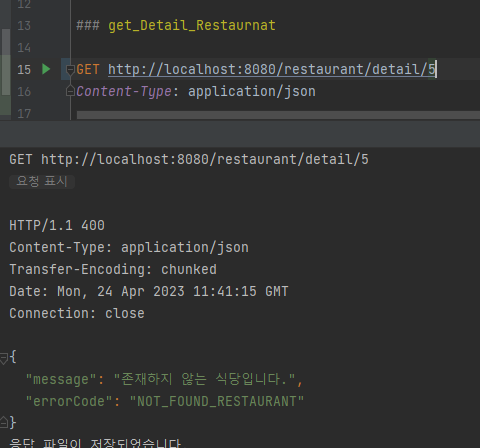 12
13 ### get_Detail_Restaurnat
14
15 GET http://localhost:8080/restaurant/detail/5
16 Content-Type: application/json
17
GET http://localhost:8080/restaurant/detail/5
요청 표시
HTTP/1.1 400
Content-Type: application/json
Transfer-Encoding: chunked
Date: Mon, 24 Apr 2023 11:41:15 GMT
Connection: close
{
"message": "존재하지 않는 식당입니다.",
"errorCode": "NOT_FOUND_RESTAURANT"
}
응답 파일이 저장되었습니다.